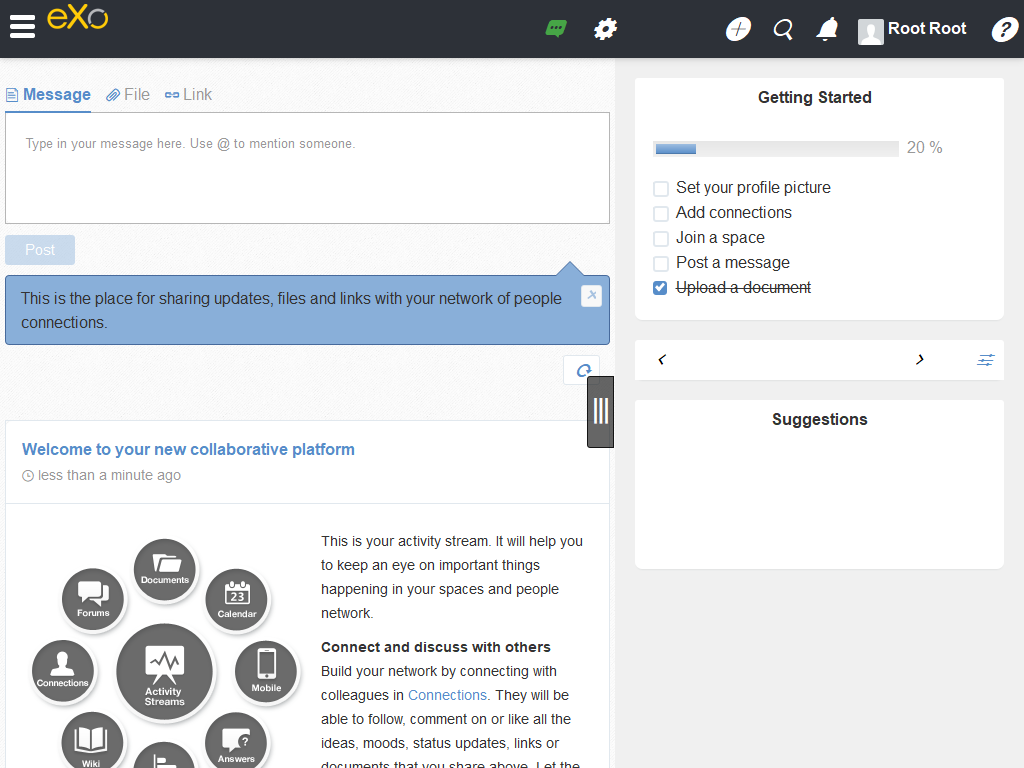 eXo
Root Root
Message File Link
Type in your message here. Use @ to mention someone.
Post
This is the place for sharing updates, files and links with your network of people
connections.
Welcome to your new collaborative platform
less than a minute ago
Documents
Forums
23
Calendar
Connections
Activity
Streams
Mobile
Wiki
Answers
This is your activity stream. It will help you
to keep an eye on important things
happening in your spaces and people
network.
Connect and discuss with others
Build your network by connecting with
colleagues in Connections. They will be
able to follow, comment on or like all the
ideas, moods, status updates, links or
documents that you share above. Let the
Getting Started
20 %
Set your profile picture
Add connections
Join a space
Post a message
Upload a document
Suggestions